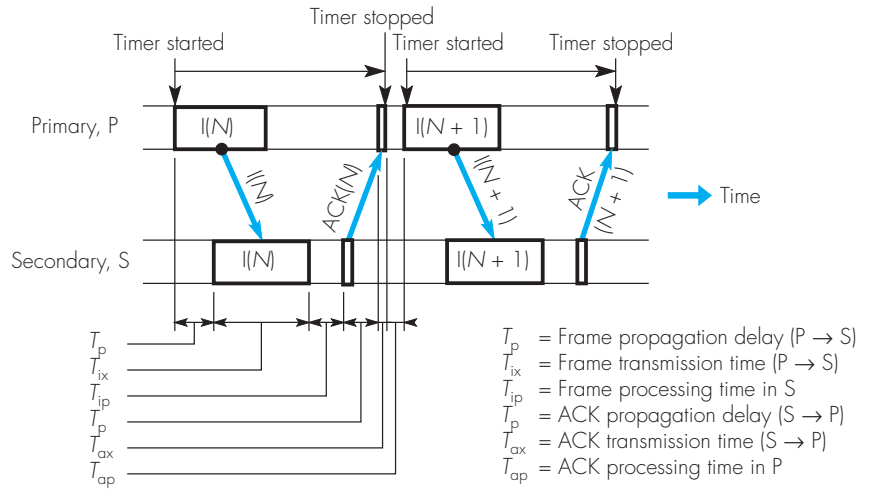 Timer stopped
Timer started
Timer started
Timer stopped
Primary, P
I(N)
I(N + 1)
I(N)
ACK(N)
I(N + 1)
ACK
(N + 1)
Time
Secondary, S
I(N)
I(N + 1)
Tp
Tix
Tip
Tp
Tax
Tap
Tp = Frame propagation delay (P → S)
Tix = Frame transmission time (P → S)
Tip = Frame processing time in S
Tp = ACK propagation delay (S → P)
Tax = ACK transmission time (S → P)
Tap = ACK processing time in P